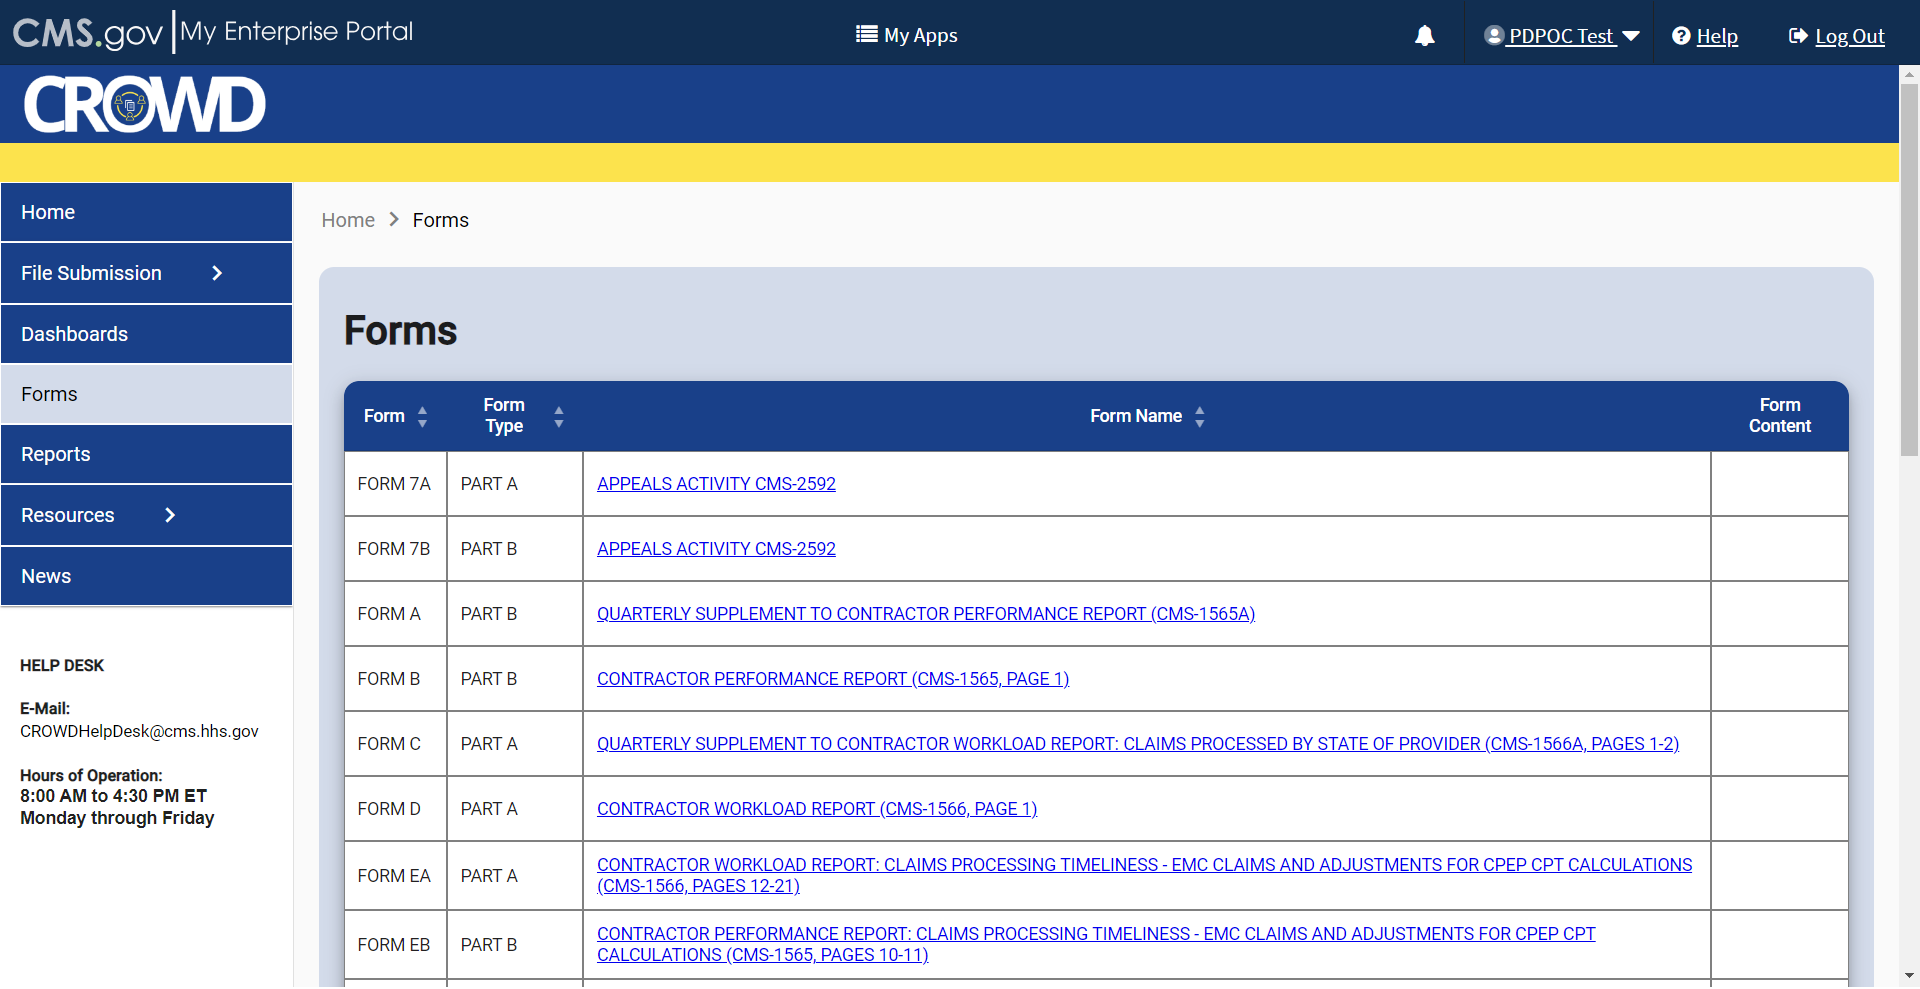 CMS.gov My Enterprise Portal
My Apps
PDPOC Test
Help
Log Out
CROWD
Home
File Submission
Dashboards
Forms
Reports
Resources
News
HELP DESK
E-Mail:
CROWDHelpDesk@cms.hhs.gov
Hours of Operation:
8:00 AM to 4:30 PM ET
Monday through Friday
Home > Forms
Forms
Form Form Type Form Name Form Content
FORM 7A PART A APPEALS ACTIVITY CMS-2592
FORM 7B PART B APPEALS ACTIVITY CMS-2592
FORM A PART B QUARTERLY SUPPLEMENT TO CONTRACTOR PERFORMANCE REPORT (CMS-1565A)
FORM B PART B CONTRACTOR PERFORMANCE REPORT (CMS-1565, PAGE 1)
FORM C PART A QUARTERLY SUPPLEMENT TO CONTRACTOR WORKLOAD REPORT: CLAIMS PROCESSED BY STATE OF PROVIDER (CMS-1566A, PAGES 1-2)
FORM D PART A CONTRACTOR WORKLOAD REPORT (CMS-1566, PAGE 1)
FORM EA PART A CONTRACTOR WORKLOAD REPORT: CLAIMS PROCESSING TIMELINESS - EMC CLAIMS AND ADJUSTMENTS FOR CPEP CPT CALCULATIONS
(CMS-1566, PAGES 12-21)
FORM EB PART B CONTRACTOR PERFORMANCE REPORT: CLAIMS PROCESSING TIMELINESS - EMC CLAIMS AND ADJUSTMENTS FOR CPEP CPT
CALCULATIONS (CMS-1565, PAGES 10-11)